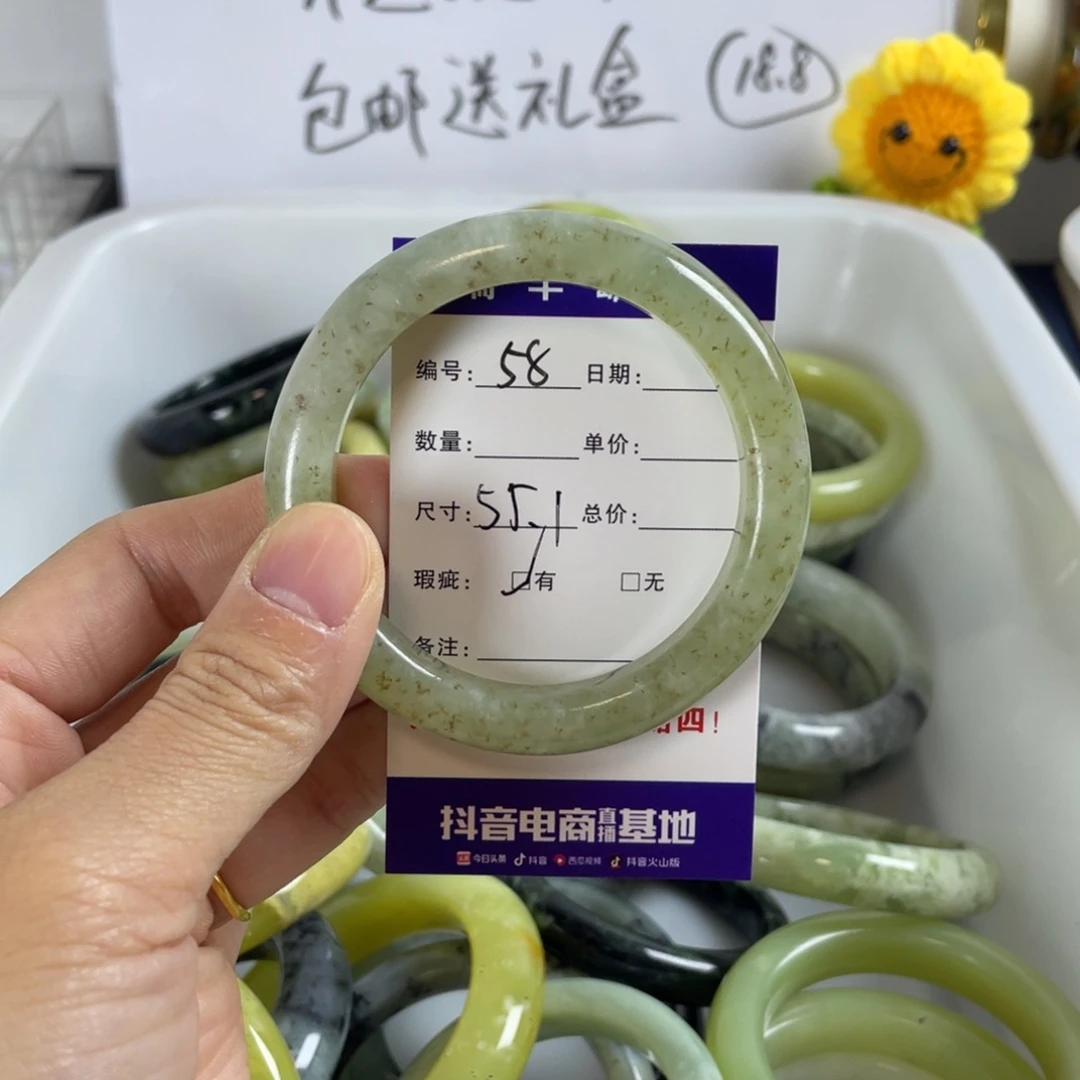 包邮送礼盒 18.8
编号: 58 日期:
数量: 单价:
尺寸: 55.1 总价:
瑕疵: ✓□有 □无
备注:
四!
抖音电商直播基地
今日头条 抖音 西瓜视频 抖音火山版